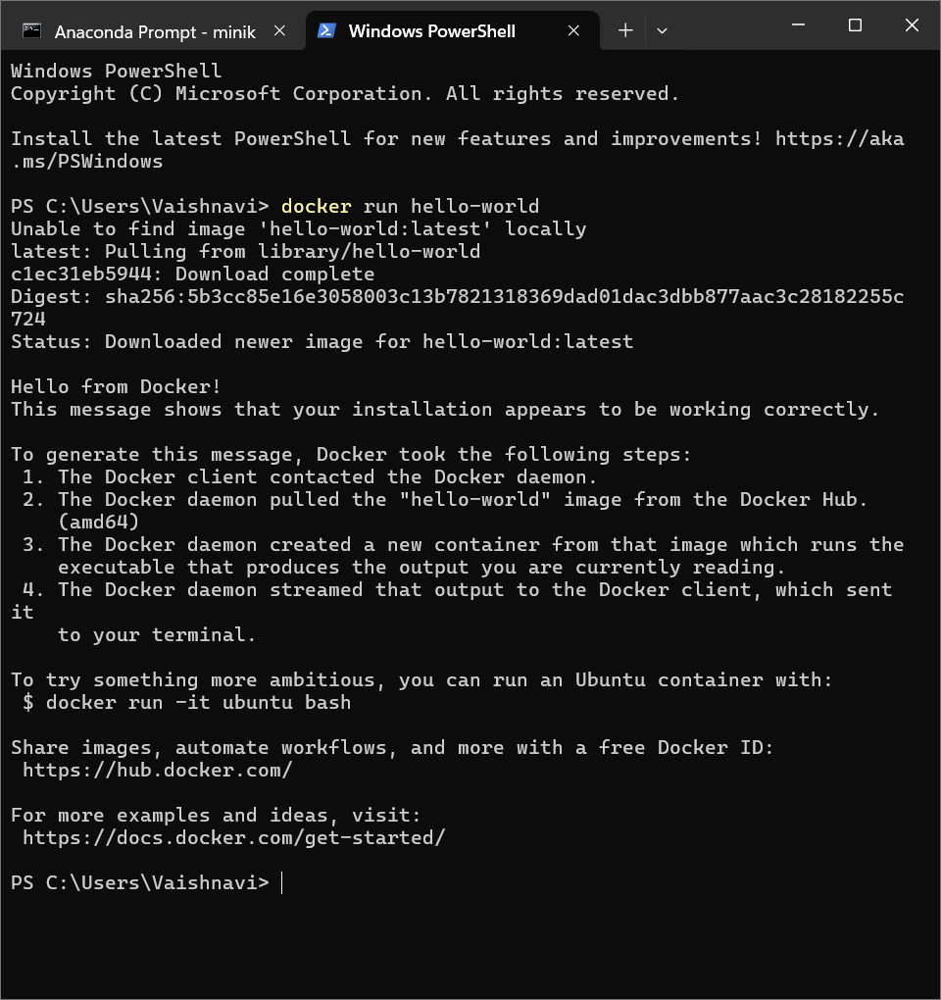 Anaconda Prompt - minik
Windows PowerShell
Windows PowerShell
Copyright (C) Microsoft Corporation. All rights reserved.
Install the latest PowerShell for new features and improvements! https://aka
.ms/PSWindows
PS C:\Users\Vaishnavi> docker run hello-world
Unable to find image 'hello-world:latest' locally
latest: Pulling from library/hello-world
c1ec31eb5944: Download complete
Digest: sha256:5b3cc85e16e3058003c13b7821318369dad01dac3dbb877aac3c28182255c
724
Status: Downloaded newer image for hello-world:latest
Hello from Docker!
This message shows that your installation appears to be working correctly.
To generate this message, Docker took the following steps:
1. The Docker client contacted the Docker daemon.
2. The Docker daemon pulled the "hello-world" image from the Docker Hub.
(amd64)
3. The Docker daemon created a new container from that image which runs the
executable that produces the output you are currently reading.
4. The Docker daemon streamed that output to the Docker client, which sent
it
to your terminal.
To try something more ambitious, you can run an Ubuntu container with:
$ docker run -it ubuntu bash
Share images, automate workflows, and more with a free Docker ID:
https://hub.docker.com/
For more examples and ideas, visit:
https://docs.docker.com/get-started/
PS C:\Users\Vaishnavi>